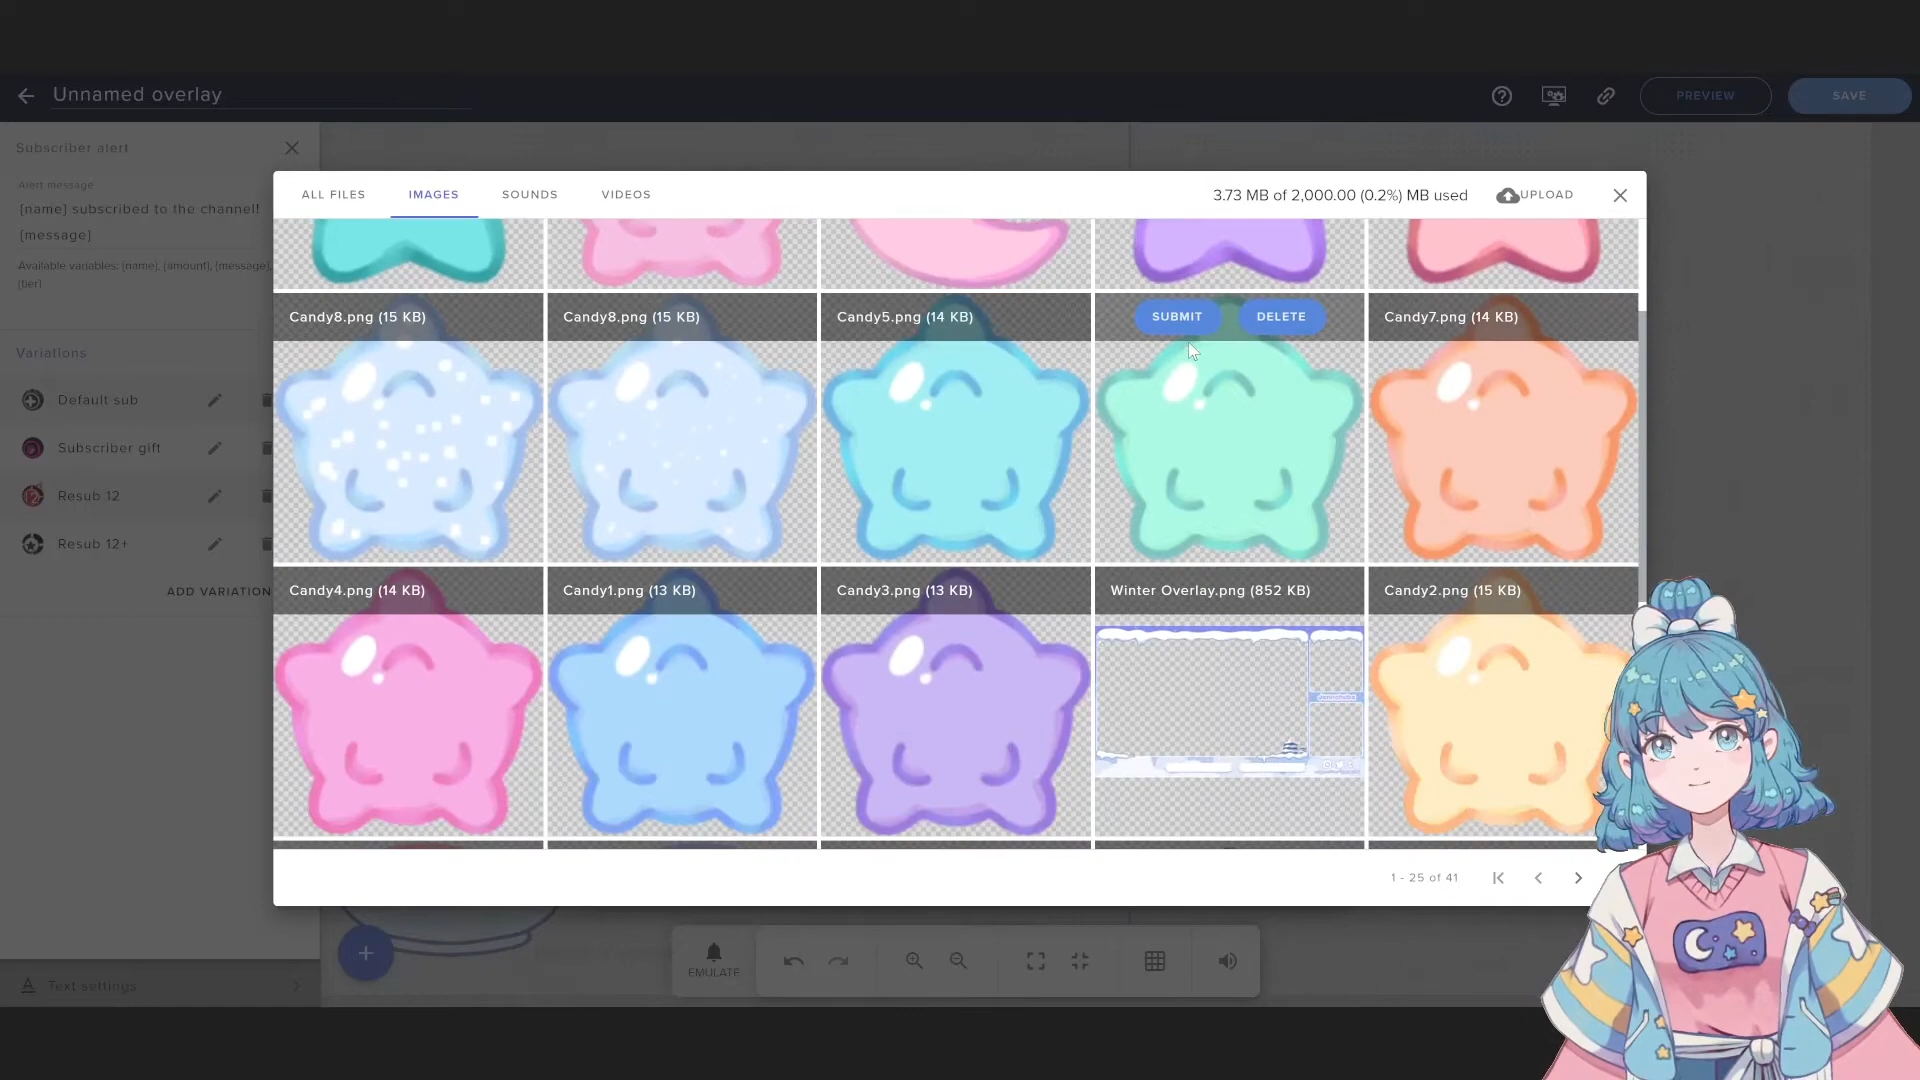 Unnamed overlay
PREVIEW
SAVE
Subscriber alert
Alert message
{name} subscribed to the channel!
{message}
Available variables: {name}, {amount}, {message},
{tier}
Variations
Default sub
Subscriber gift
Resub 12
Resub 12+
ADD VARIATION
Text settings
ALL FILES
IMAGES
SOUNDS
VIDEOS
3.73 MB of 2,000.00 (0.2%) MB used
UPLOAD
Candy8.png (15 KB)
Candy8.png (15 KB)
Candy5.png (14 KB)
SUBMIT
DELETE
Candy7.png (14 KB)
Candy4.png (14 KB)
Candy1.png (13 KB)
Candy3.png (13 KB)
Winter Overlay.png (852 KB)
Candy2.png (15 KB)
1 - 25 of 41
EMULATE